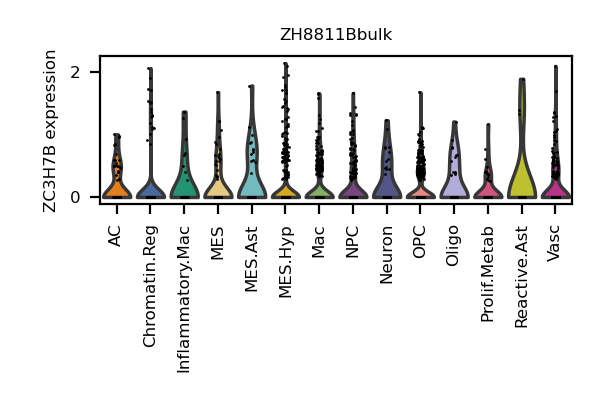 ZH8811Bbulk
ZC3H7B expression
2
0
AC
Chromatin.Reg
Inflammatory.Mac
MES
MES.Ast
MES.Hyp
Mac
NPC
Neuron
OPC
Oligo
Prolif.Metab
Reactive.Ast
Vasc